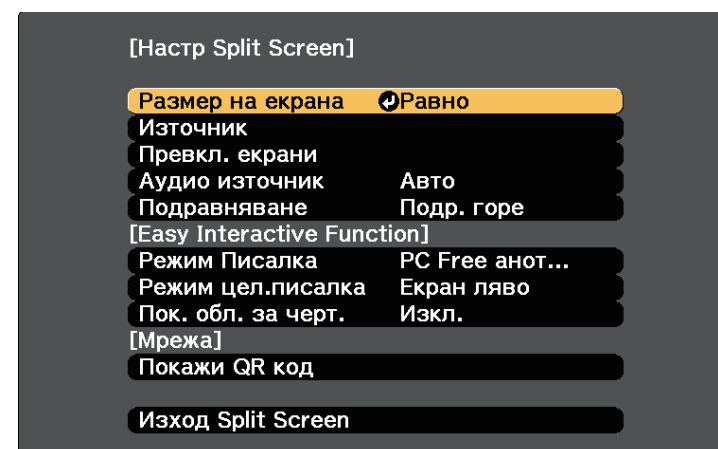 [Настр Split Screen]
Размер на екрана Равно
Източник
Превкл. екрани
Аудио източник Авто
Подравняване Подр. горе
[Easy Interactive Function]
Режим Писалка PC Free анот...
Режим цел.писалка Екран ляво
Пок. обл. за черт. Изкл.
[Мрежа]
Покажи QR код
Изход Split Screen